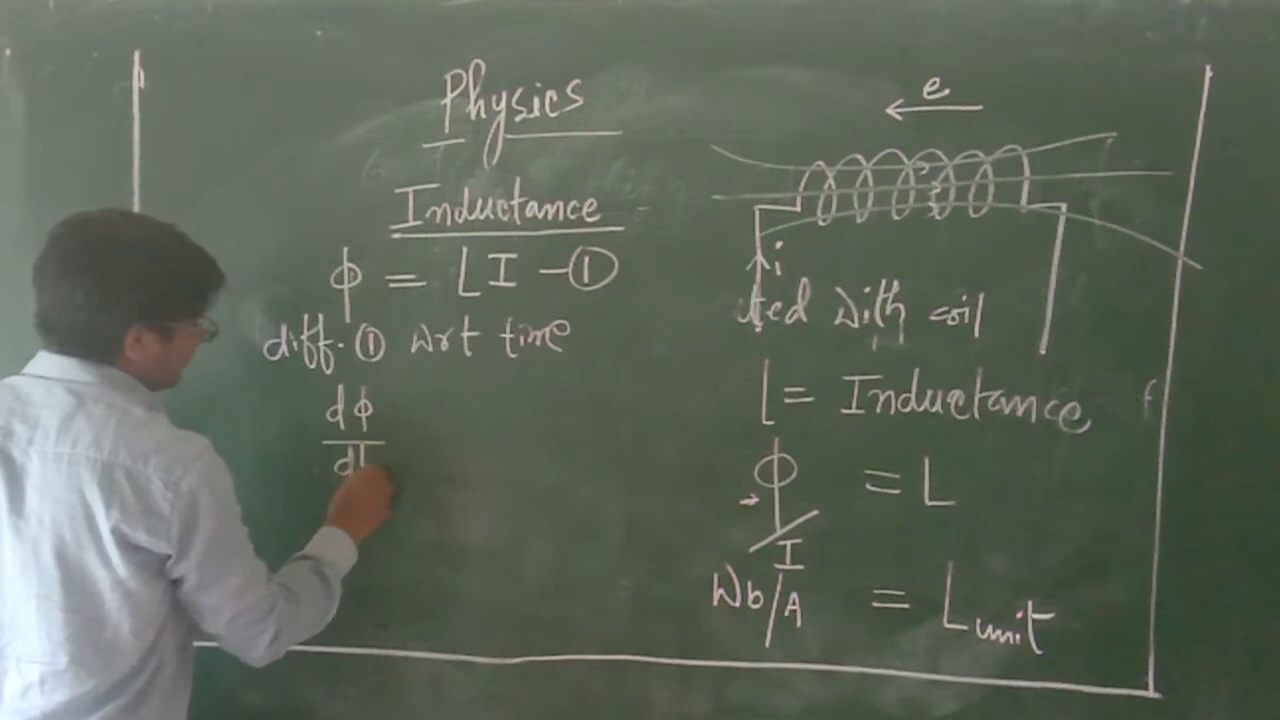 Physics
Inductance
ϕ = LI -①
diff. ① wrt time
dϕ
dt
e
i
ted with coil
L = Inductance
ϕ/I = L
Wb/A = L unit